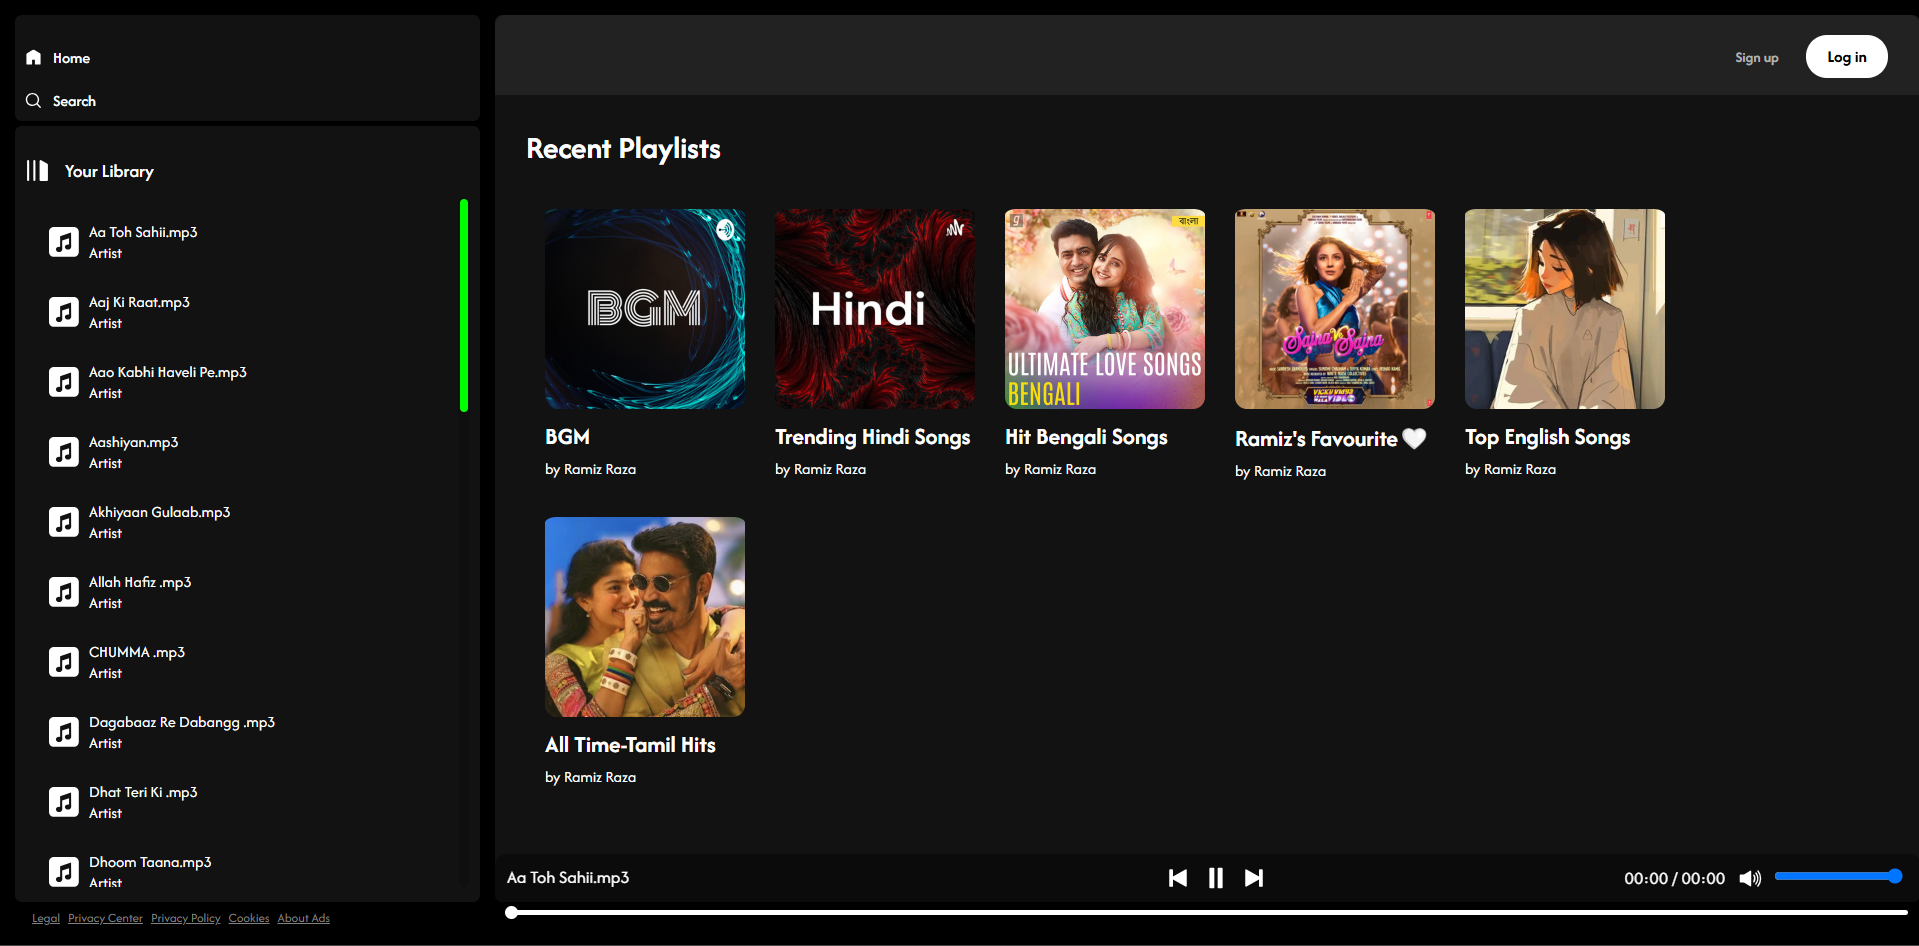 Home
Search
Your Library
Aa Toh Sahii.mp3
Artist
Aaj Ki Raat.mp3
Artist
Aao Kabhi Haveli Pe.mp3
Artist
Aashiyan.mp3
Artist
Akhiyaan Gulaab.mp3
Artist
Allah Hafiz .mp3
Artist
CHUMMA .mp3
Artist
Dagabaaz Re Dabangg .mp3
Artist
Dhat Teri Ki .mp3
Artist
Dhoom Taana.mp3
Artist
Legal Privacy Center Privacy Policy Cookies About Ads
Sign up
Log in
Recent Playlists
BGM
BGM
by Ramiz Raza
Hindi
Trending Hindi Songs
by Ramiz Raza
বাংলা
ULTIMATE LOVE SONGS
BENGALI
Hit Bengali Songs
by Ramiz Raza
Sajna Vs Sajna
Ramiz's Favourite 🤍
by Ramiz Raza
Top English Songs
by Ramiz Raza
All Time-Tamil Hits
by Ramiz Raza
Aa Toh Sahii.mp3
00:00 / 00:00